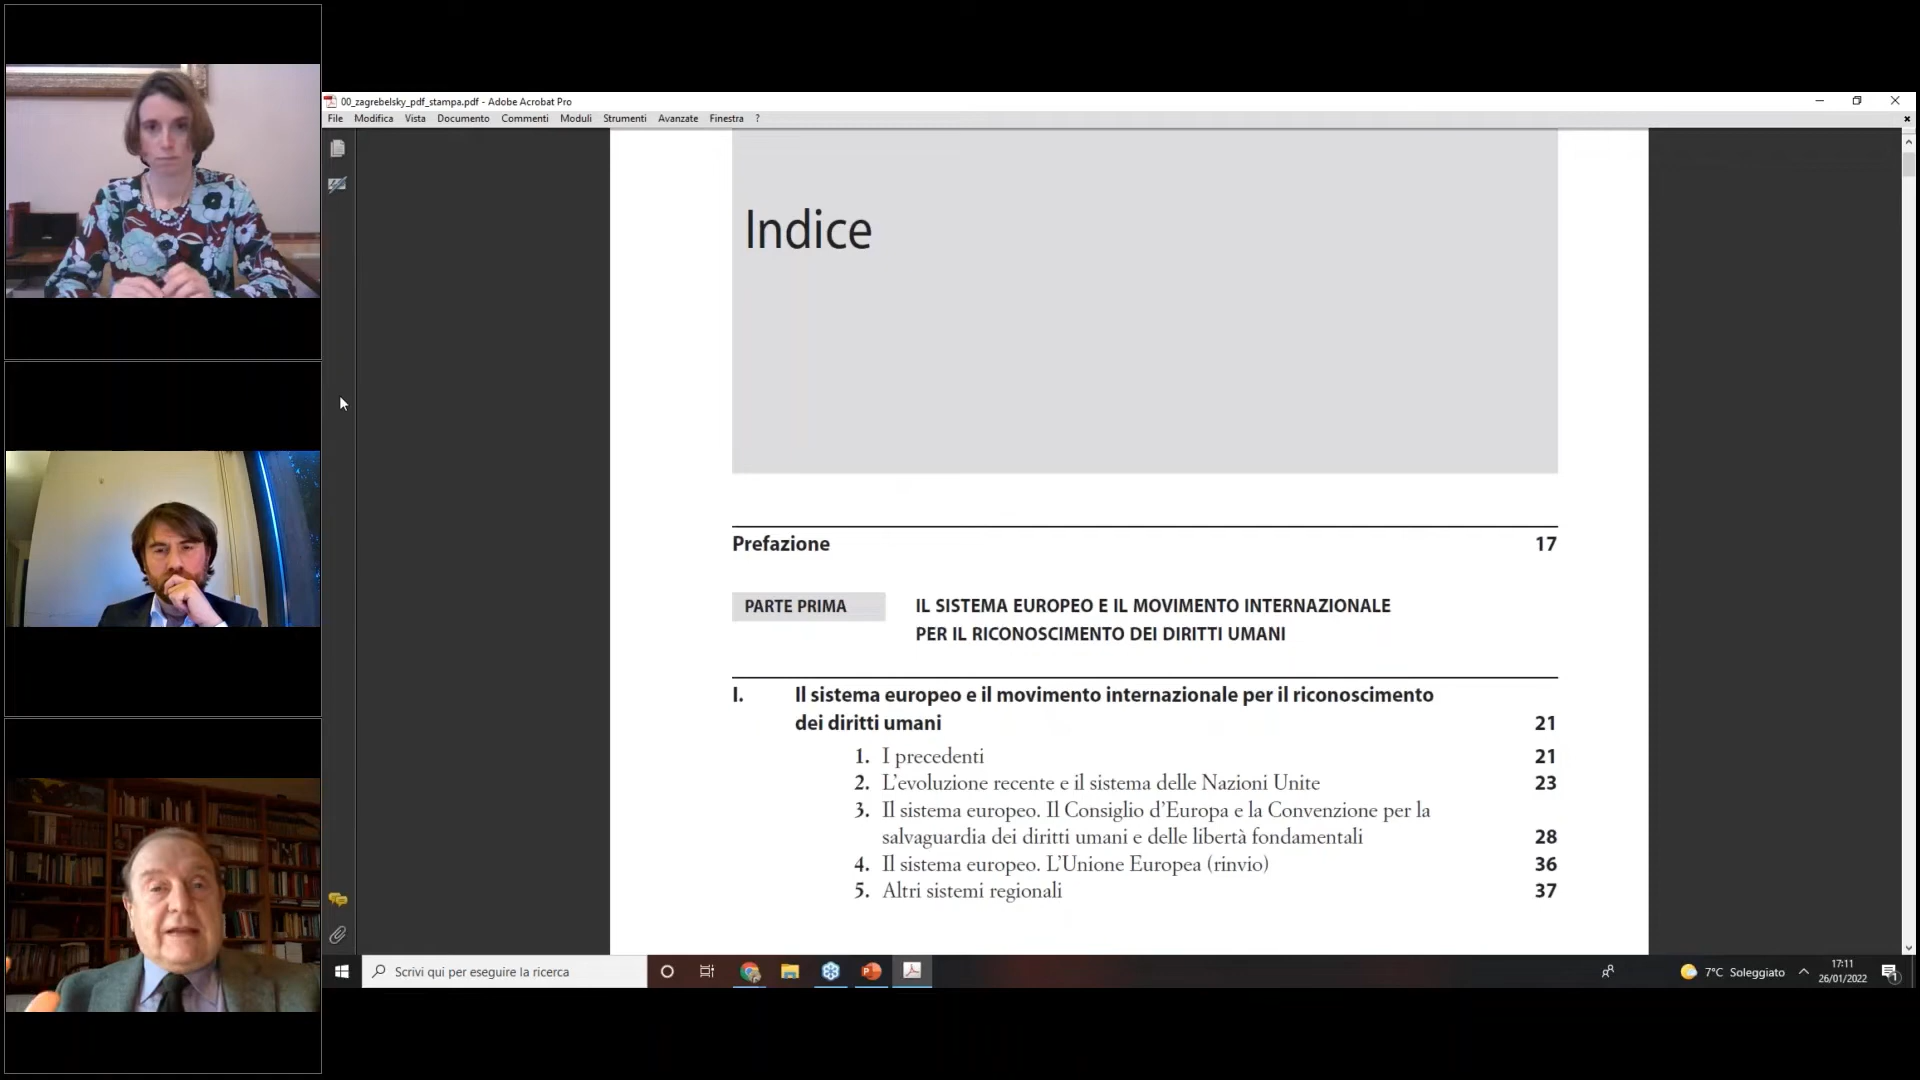 00_zagrebelsky_pdf_stampa.pdf - Adobe Acrobat Pro
File Modifica Vista Documento Commenti Moduli Strumenti Avanzate Finestra ?
Indice
Prefazione 17
PARTE PRIMA IL SISTEMA EUROPEO E IL MOVIMENTO INTERNAZIONALE
PER IL RICONOSCIMENTO DEI DIRITTI UMANI
I. Il sistema europeo e il movimento internazionale per il riconoscimento
dei diritti umani 21
1. I precedenti 21
2. L'evoluzione recente e il sistema delle Nazioni Unite 23
3. Il sistema europeo. Il Consiglio d'Europa e la Convenzione per la
salvaguardia dei diritti umani e delle libertà fondamentali 28
4. Il sistema europeo. L'Unione Europea (rinvio) 36
5. Altri sistemi regionali 37
Scrivi qui per eseguire la ricerca
7°C Soleggiato
17:11
26/01/2022
1